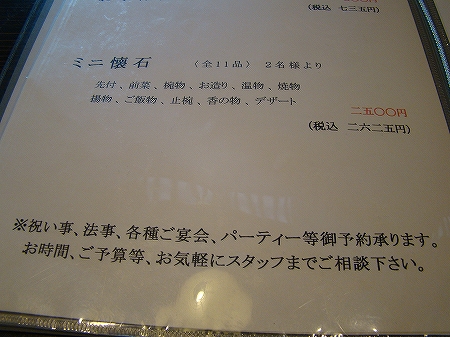 (税込 七三五円)
ミニ懐石 (全11品) 2名様より
先付、前菜、椀物、お造り、温物、焼物
揚物、ご飯物、止椀、香の物、デザート
二五〇〇円
(税込 二六二五円)
※祝い事、法事、各種ご宴会、パーティー等御予約承ります。
お時間、ご予算等、お気軽にスタッフまでご相談下さい。